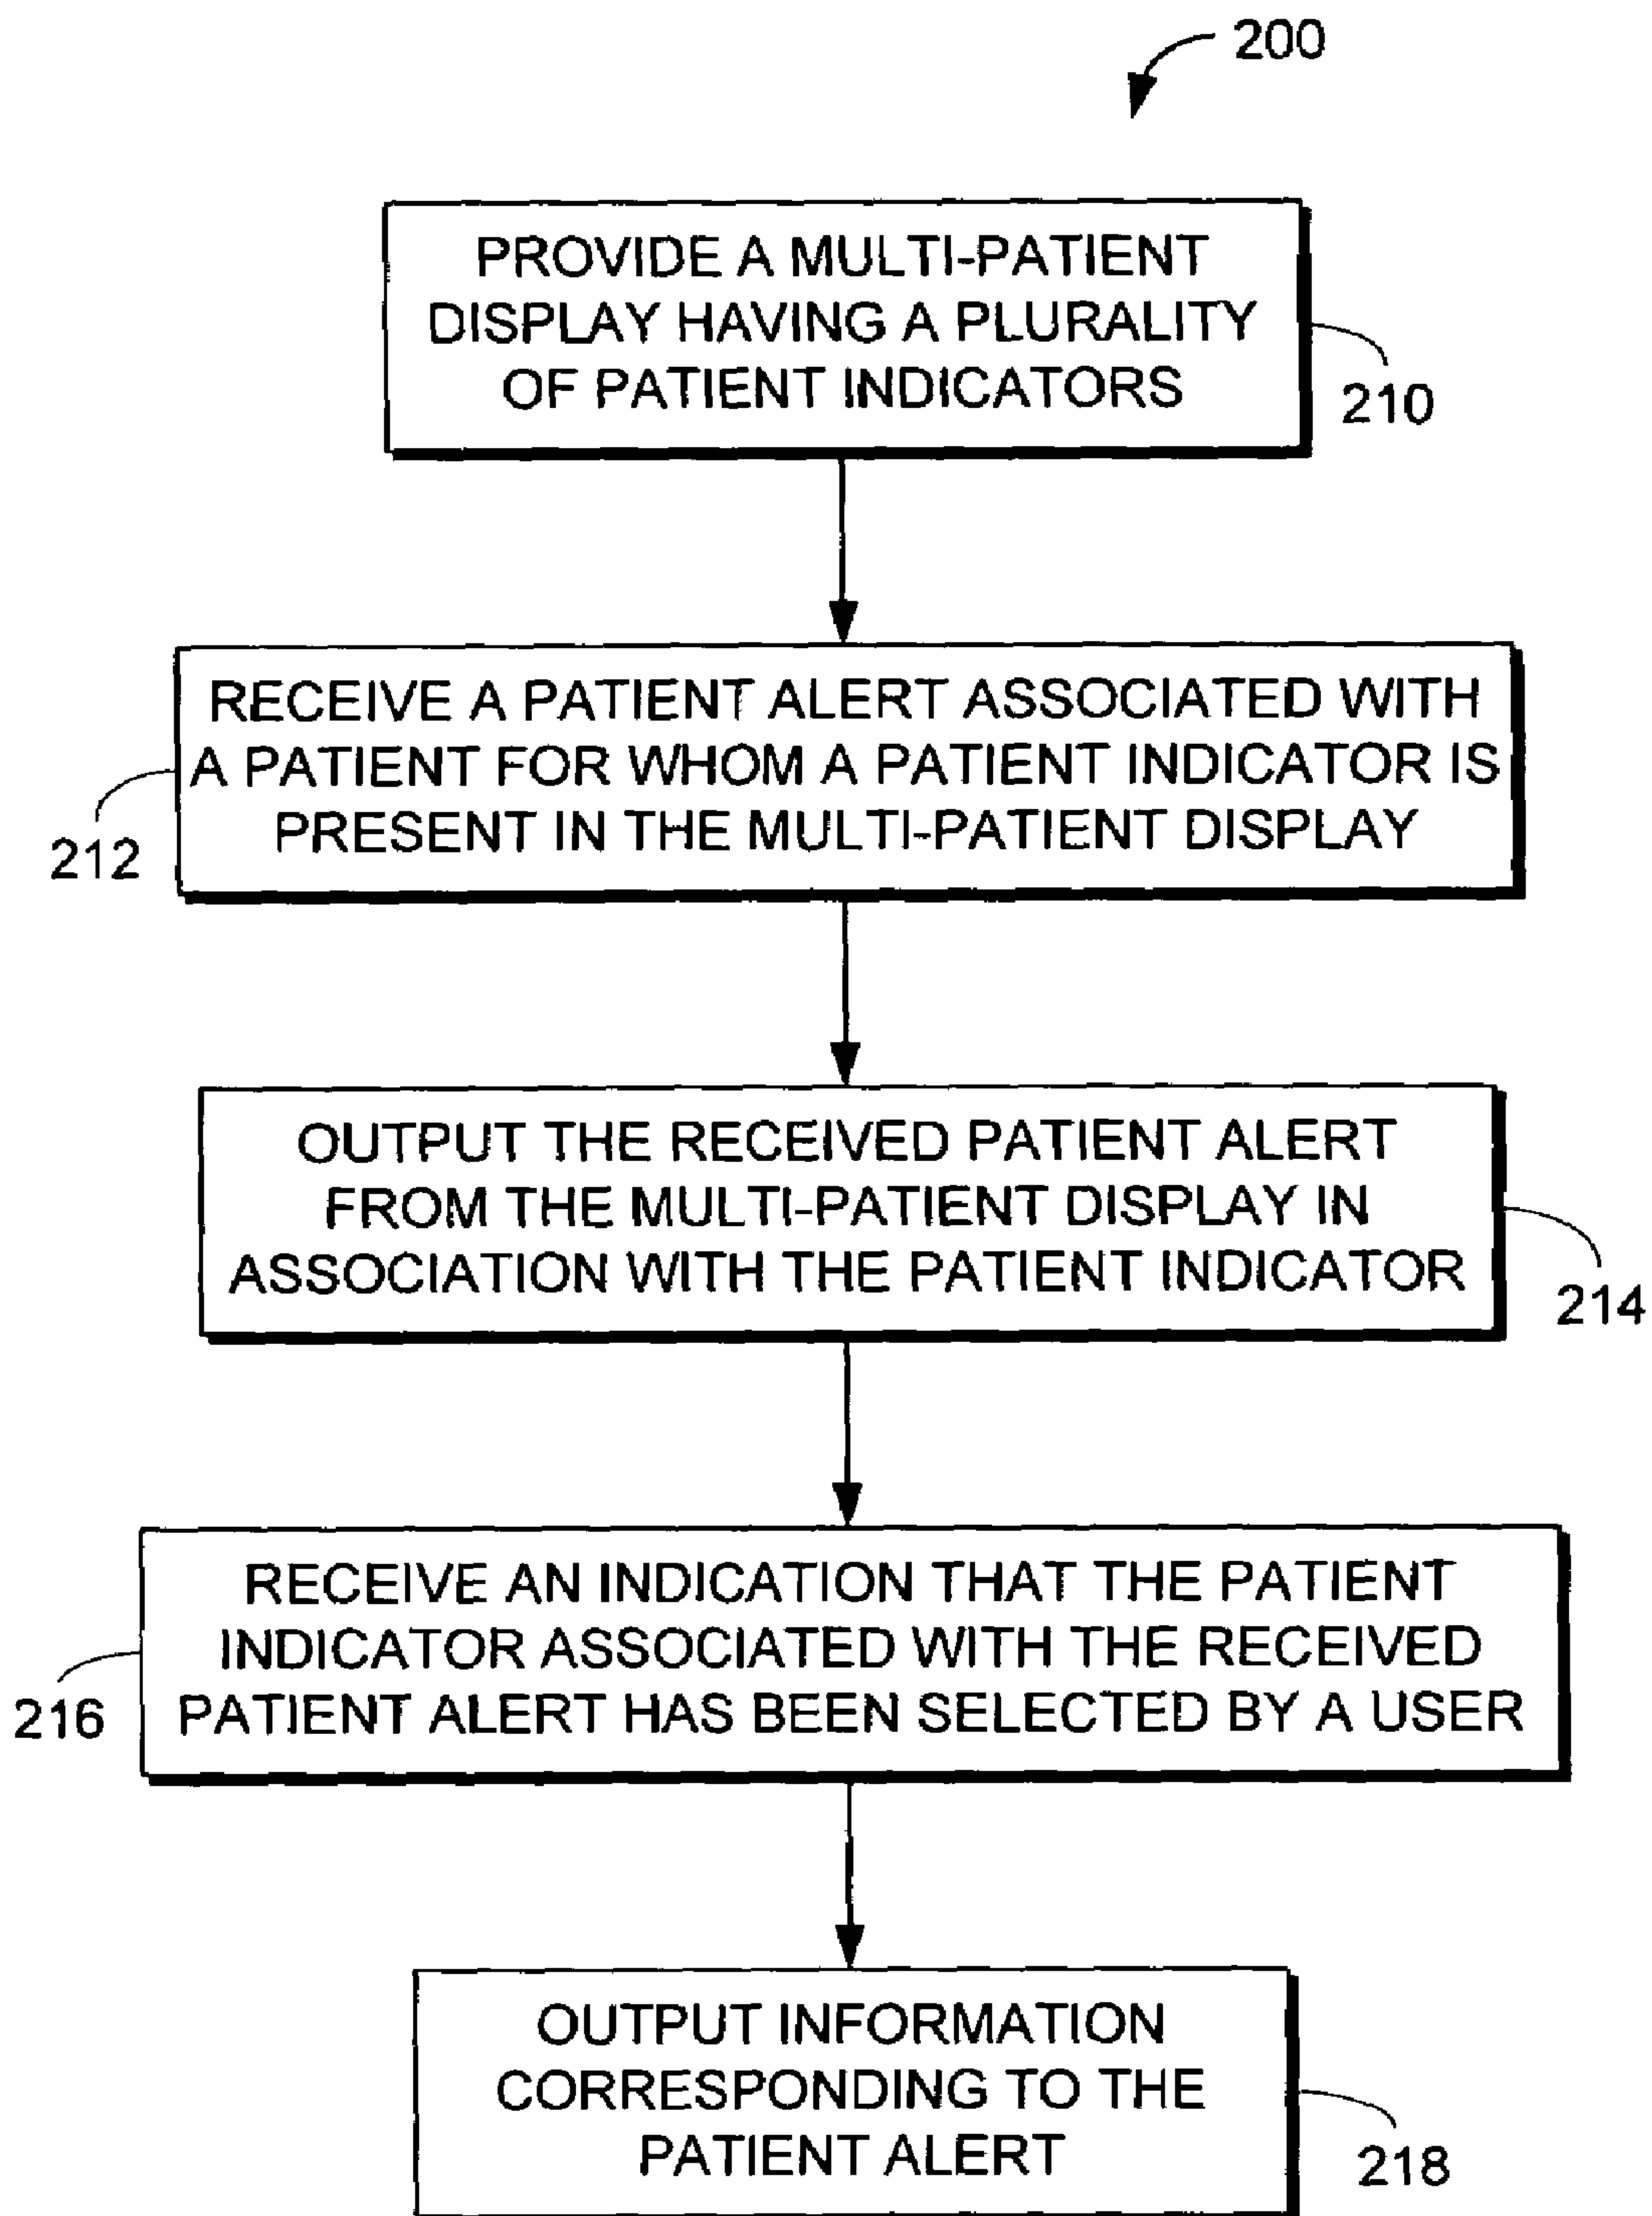 200
PROVIDE A MULTI-PATIENT
DISPLAY HAVING A PLURALITY
OF PATIENT INDICATORS
210
RECEIVE A PATIENT ALERT ASSOCIATED WITH
A PATIENT FOR WHOM A PATIENT INDICATOR IS
PRESENT IN THE MULTI-PATIENT DISPLAY
212
OUTPUT THE RECEIVED PATIENT ALERT
FROM THE MULTI-PATIENT DISPLAY IN
ASSOCIATION WITH THE PATIENT INDICATOR
214
RECEIVE AN INDICATION THAT THE PATIENT
INDICATOR ASSOCIATED WITH THE RECEIVED
PATIENT ALERT HAS BEEN SELECTED BY A USER
216
OUTPUT INFORMATION
CORRESPONDING TO THE
PATIENT ALERT
218